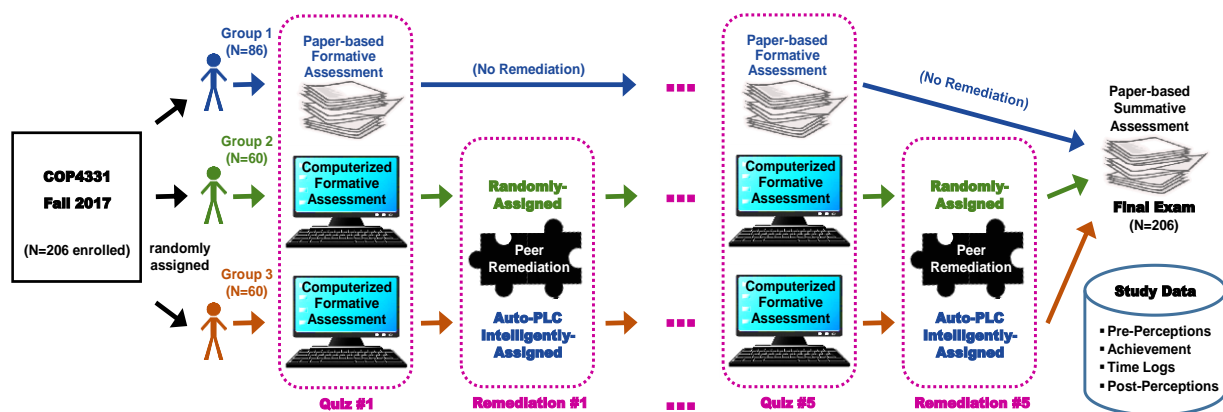 COP4331
Fall 2017
(N=206 enrolled)
randomly
assigned
Group 1
(N=86)
Group 2
(N=60)
Group 3
(N=60)
Paper-based
Formative
Assessment
Computerized
Formative
Assessment
Computerized
Formative
Assessment
Quiz #1
(No Remediation)
Randomly-
Assigned
Peer
Remediation
Auto-PLC
Intelligently-
Assigned
Remediation #1
...
...
...
...
Paper-based
Formative
Assessment
Computerized
Formative
Assessment
Computerized
Formative
Assessment
Quiz #5
(No Remediation)
Randomly-
Assigned
Peer
Remediation
Auto-PLC
Intelligently-
Assigned
Remediation #5
Paper-based
Summative
Assessment
Final Exam
(N=206)
Study Data
▪ Pre-Perceptions
▪ Achievement
▪ Time Logs
▪ Post-Perceptions